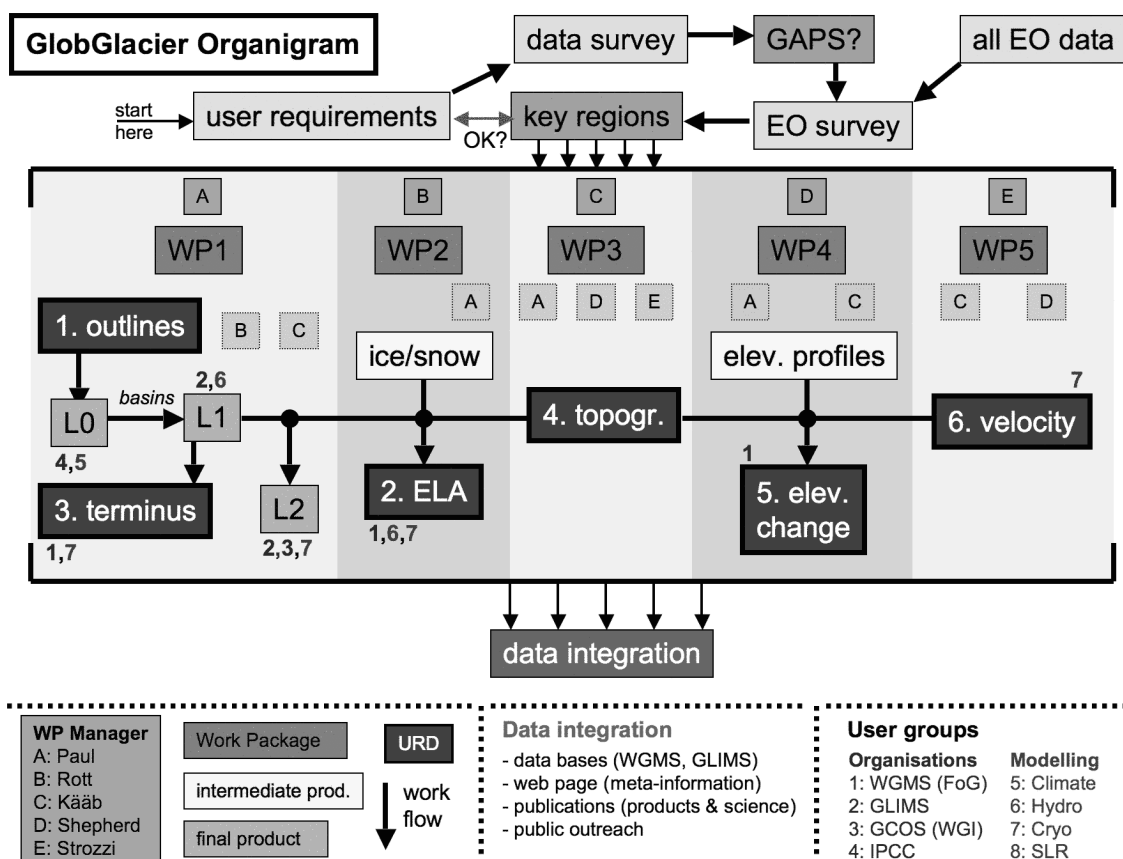 GlobGlacier Organigram
data survey
GAPS?
all EO data
start
here
user requirements
OK?
key regions
EO survey
A
B
C
D
E
WP1
WP2
WP3
WP4
WP5
A
A
D
E
A
C
C
D
1. outlines
B
C
ice/snow
elev. profiles
2,6
7
basins
L0
L1
4. topogr.
6. velocity
4,5
1
3. terminus
L2
2. ELA
5. elev.
change
1,7
2,3,7
1,6,7
data integration
WP Manager
A: Paul
B: Rott
C: Kääb
D: Shepherd
E: Strozzi
Work Package
URD
intermediate prod.
final product
work
flow
Data integration
- data bases (WGMS, GLIMS)
- web page (meta-information)
- publications (products & science)
- public outreach
User groups
Organisations
1: WGMS (FoG)
2: GLIMS
3: GCOS (WGI)
4: IPCC
Modelling
5: Climate
6: Hydro
7: Cryo
8: SLR